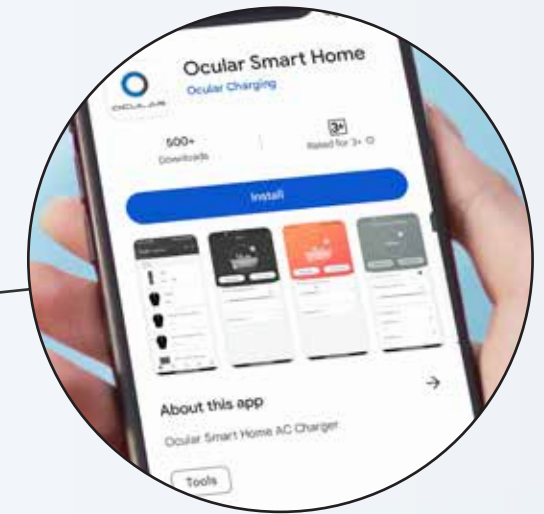 Ocular Smart Home
Ocular Charging
OCULAR
500+
Downloads
3+
Rated for 3+
Install
About this app
Ocular Smart Home AC Charger
Tools